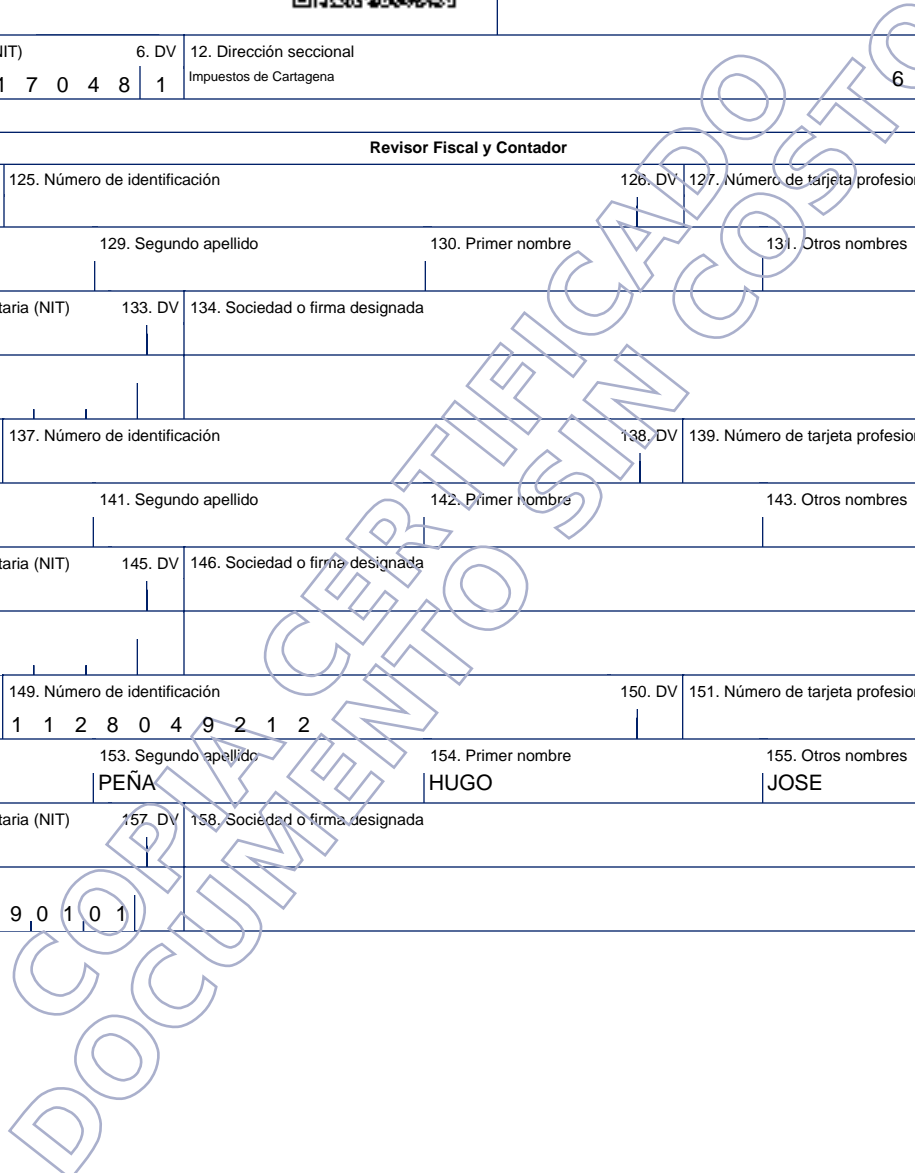 IT) 6. DV 12. Dirección seccional
1 7 0 4 8 1 Impuestos de Cartagena 6
Revisor Fiscal y Contador
125. Número de identificación 126. DV 127. Número de tarjeta profesion
129. Segundo apellido 130. Primer nombre 131. Otros nombres
taria (NIT) 133. DV 134. Sociedad o firma designada
137. Número de identificación 138. DV 139. Número de tarjeta profesion
141. Segundo apellido 142. Primer nombre 143. Otros nombres
taria (NIT) 145. DV 146. Sociedad o firma designada
149. Número de identificación 150. DV 151. Número de tarjeta profesion
1 1 2 8 0 4 9 2 1 2
153. Segundo apellido 154. Primer nombre 155. Otros nombres
PEÑA HUGO JOSE
taria (NIT) 157. DV 158. Sociedad o firma designada
9 0 1 0 1
COPIA CERTIFICADO
DOCUMENTO SIN COSTO